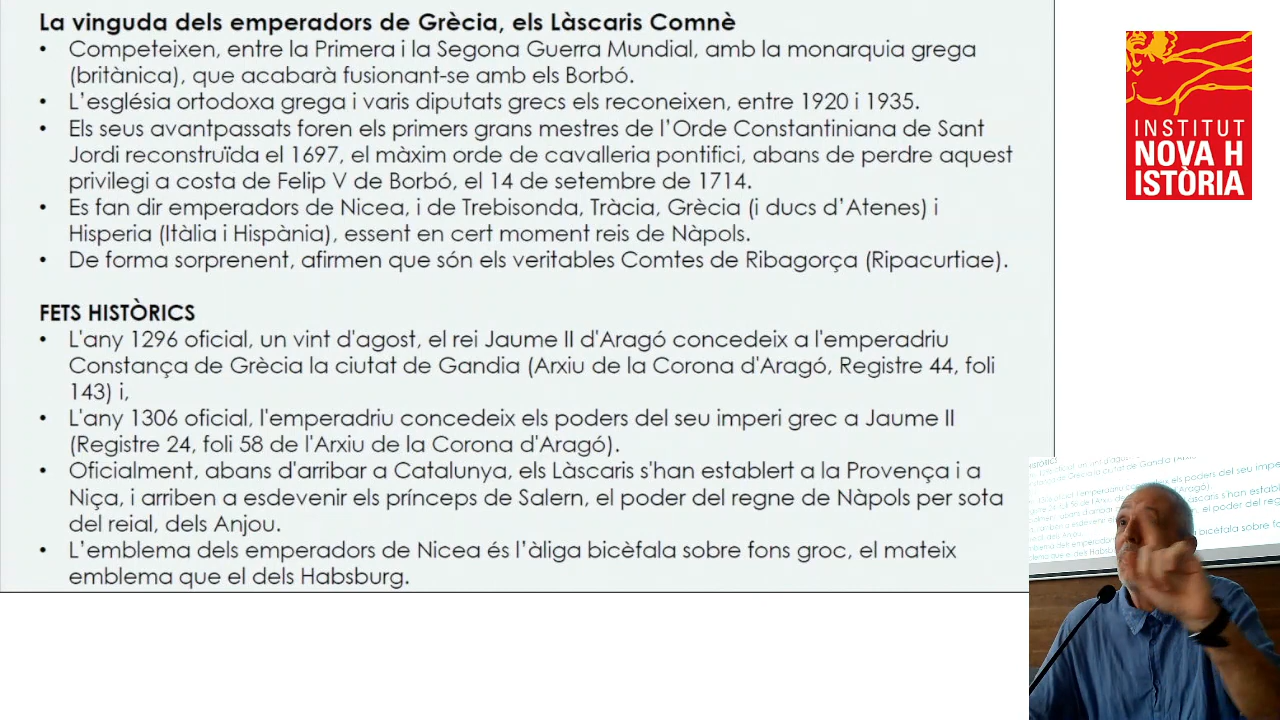 La vinguda dels emperadors de Grècia, els Làscaris Comnè
• Competeixen, entre la Primera i la Segona Guerra Mundial, amb la monarquia grega
(britànica), que acabarà fusionant-se amb els Borbó.
• L’església ortodoxa grega i varis diputats grecs els reconeixen, entre 1920 i 1935.
• Els seus avantpassats foren els primers grans mestres de l’Orde Constantiniana de Sant
Jordi reconstruïda el 1697, el màxim orde de cavalleria pontifici, abans de perdre aquest
privilegi a costa de Felip V de Borbó, el 14 de setembre de 1714.
• Es fan dir emperadors de Nicea, i de Trebisonda, Tràcia, Grècia (i ducs d’Atenes) i
Hisperia (Itàlia i Hispània), essent en cert moment reis de Nàpols.
• De forma sorprenent, afirmen que són els veritables Comtes de Ribagorça (Ripacurtiae).
FETS HISTÒRICS
• L'any 1296 oficial, un vint d'agost, el rei Jaume II d'Aragó concedeix a l'emperadriu
Constança de Grècia la ciutat de Gandia (Arxiu de la Corona d'Aragó, Registre 44, foli
143) i,
• L'any 1306 oficial, l'emperadriu concedeix els poders del seu imperi grec a Jaume II
(Registre 24, foli 58 de l'Arxiu de la Corona d'Aragó).
• Oficialment, abans d'arribar a Catalunya, els Làscaris s'han establert a la Provença i a
Niça, i arriben a esdevenir els prínceps de Salern, el poder del regne de Nàpols per sota
del reial, dels Anjou.
• L’emblema dels emperadors de Nicea és l’àliga bicèfala sobre fons groc, el mateix
emblema que el dels Habsburg.
INSTITUT
NOVA H
ISTÒRIA